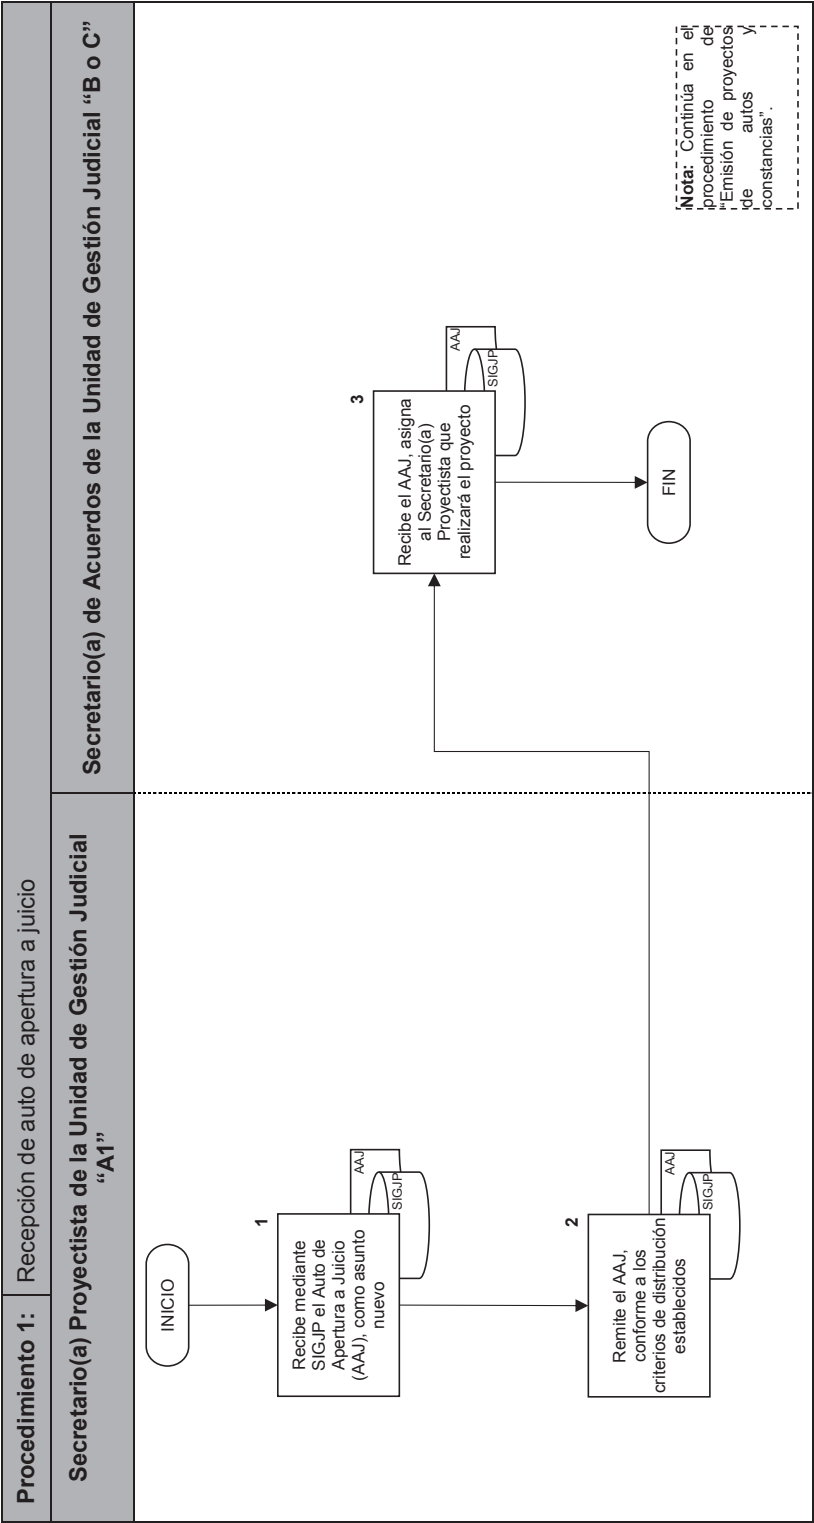 Procedimiento 1: Recepción de auto de apertura a juicio
Secretario(a) Proyectista de la Unidad de Gestión Judicial
“A1”
Secretario(a) de Acuerdos de la Unidad de Gestión Judicial “B o C”
INICIO
1
Recibe mediante
SIGJP el Auto de
Apertura a Juicio
(AAJ), como asunto
nuevo
AAJ
SIGJP
2
Remite el AAJ,
conforme a los
criterios de distribución
establecidos
AAJ
SIGJP
3
Recibe el AAJ, asigna
al Secretario(a)
Proyectista que
realizará el proyecto
AAJ
SIGJP
FIN
Nota: Continúa en el
procedimiento de
“Emisión de proyectos
de autos y
constancias”.